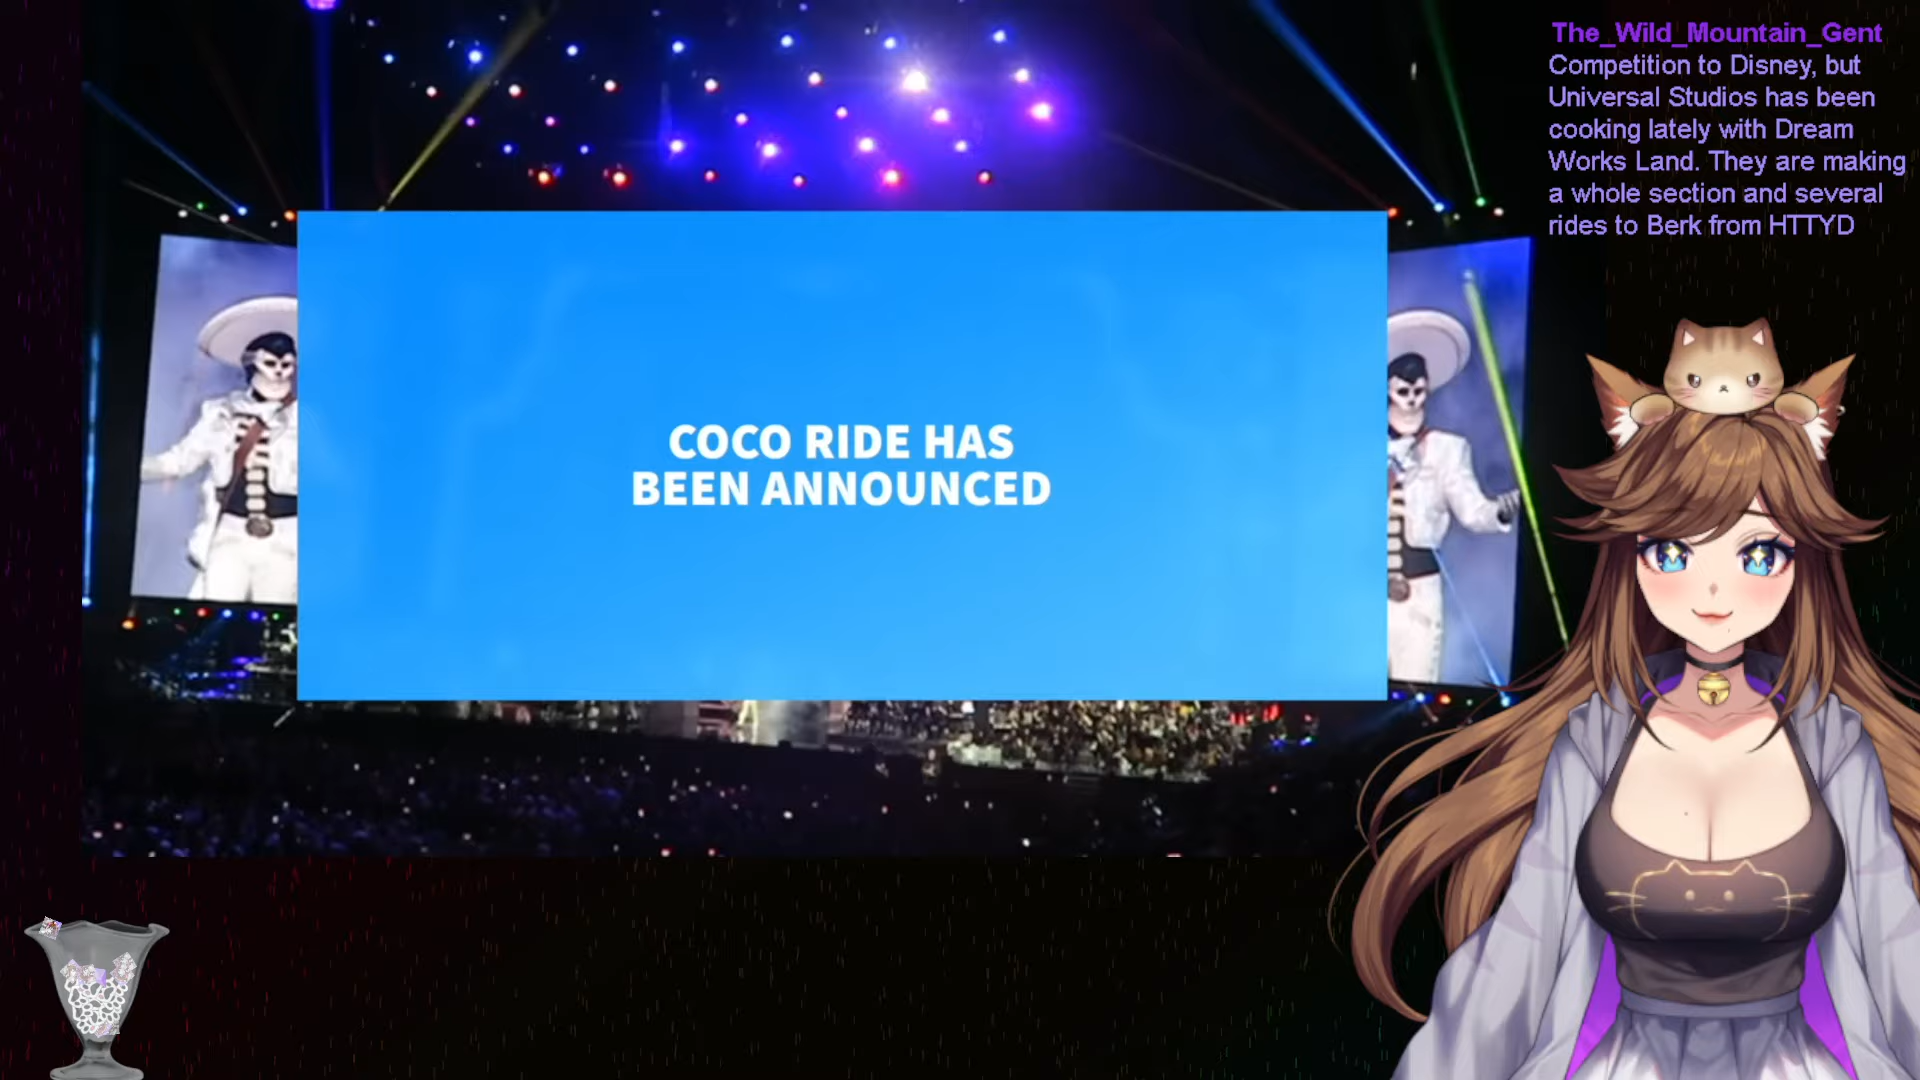 The_Wild_Mountain_Gent
Competition to Disney, but
Universal Studios has been
cooking lately with Dream
Works Land. They are making
a whole section and several
rides to Berk from HTTYD
COCO RIDE HAS
BEEN ANNOUNCED